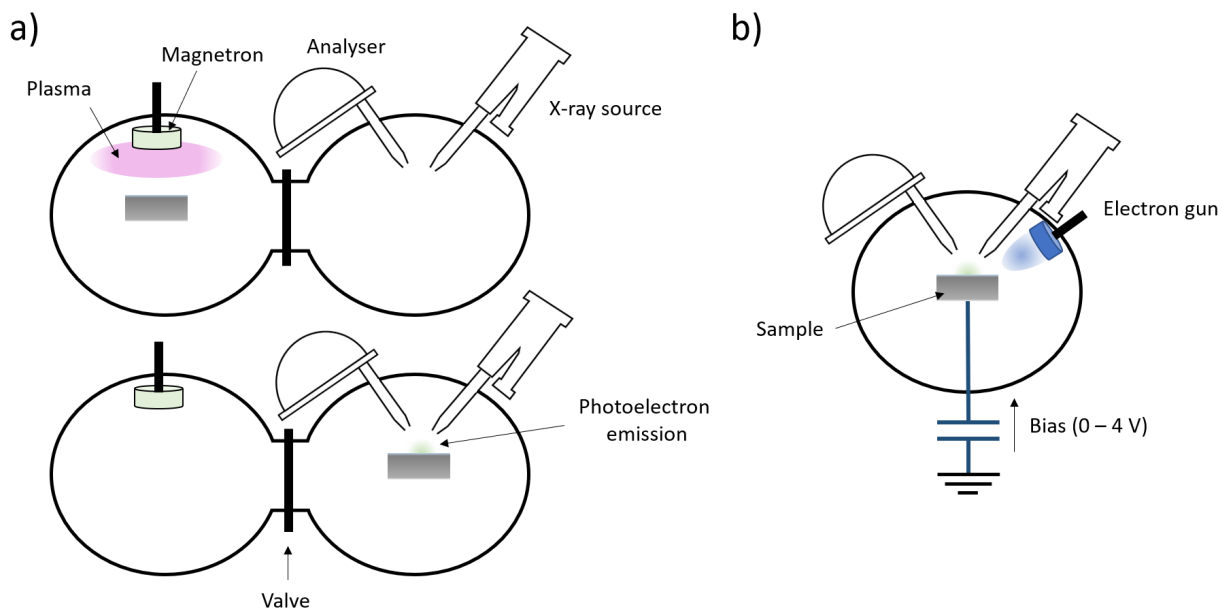 a)
Plasma
Magnetron
Analyser
X-ray source
Photoelectron
emission
Valve
b)
Electron gun
Sample
Bias (0 – 4 V)